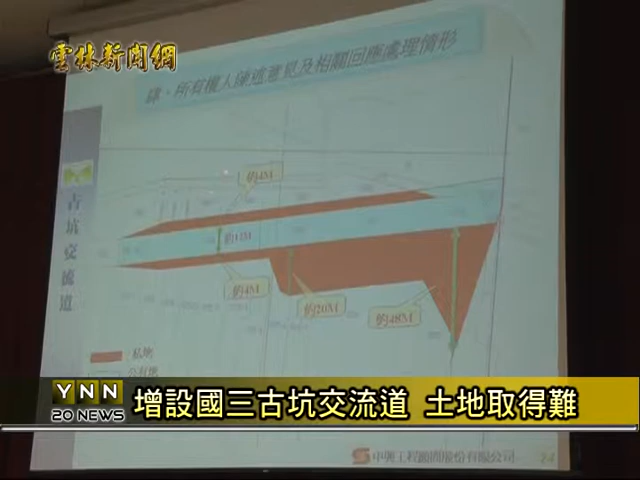 雲林新聞網
肆、所有權人陳述意見及相關回應處理情形
古坑交流道
約4M
約12M
約4M
約20M
約48M
：私地
：公有地
YNN
20 NEWS
增設國三古坑交流道 土地取得難
中興工程顧問股份有限公司
24